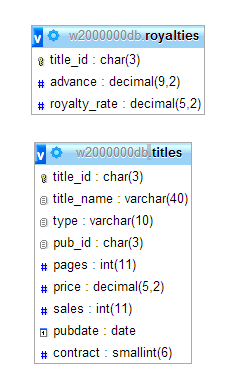 v w2000000db.royalties
title_id : char(3)
# advance : decimal(9,2)
# royalty_rate : decimal(5,2)
v w2000000db.titles
title_id : char(3)
title_name : varchar(40)
type : varchar(10)
pub_id : char(3)
# pages : int(11)
# price : decimal(5,2)
# sales : int(11)
pubdate : date
# contract : smallint(6)